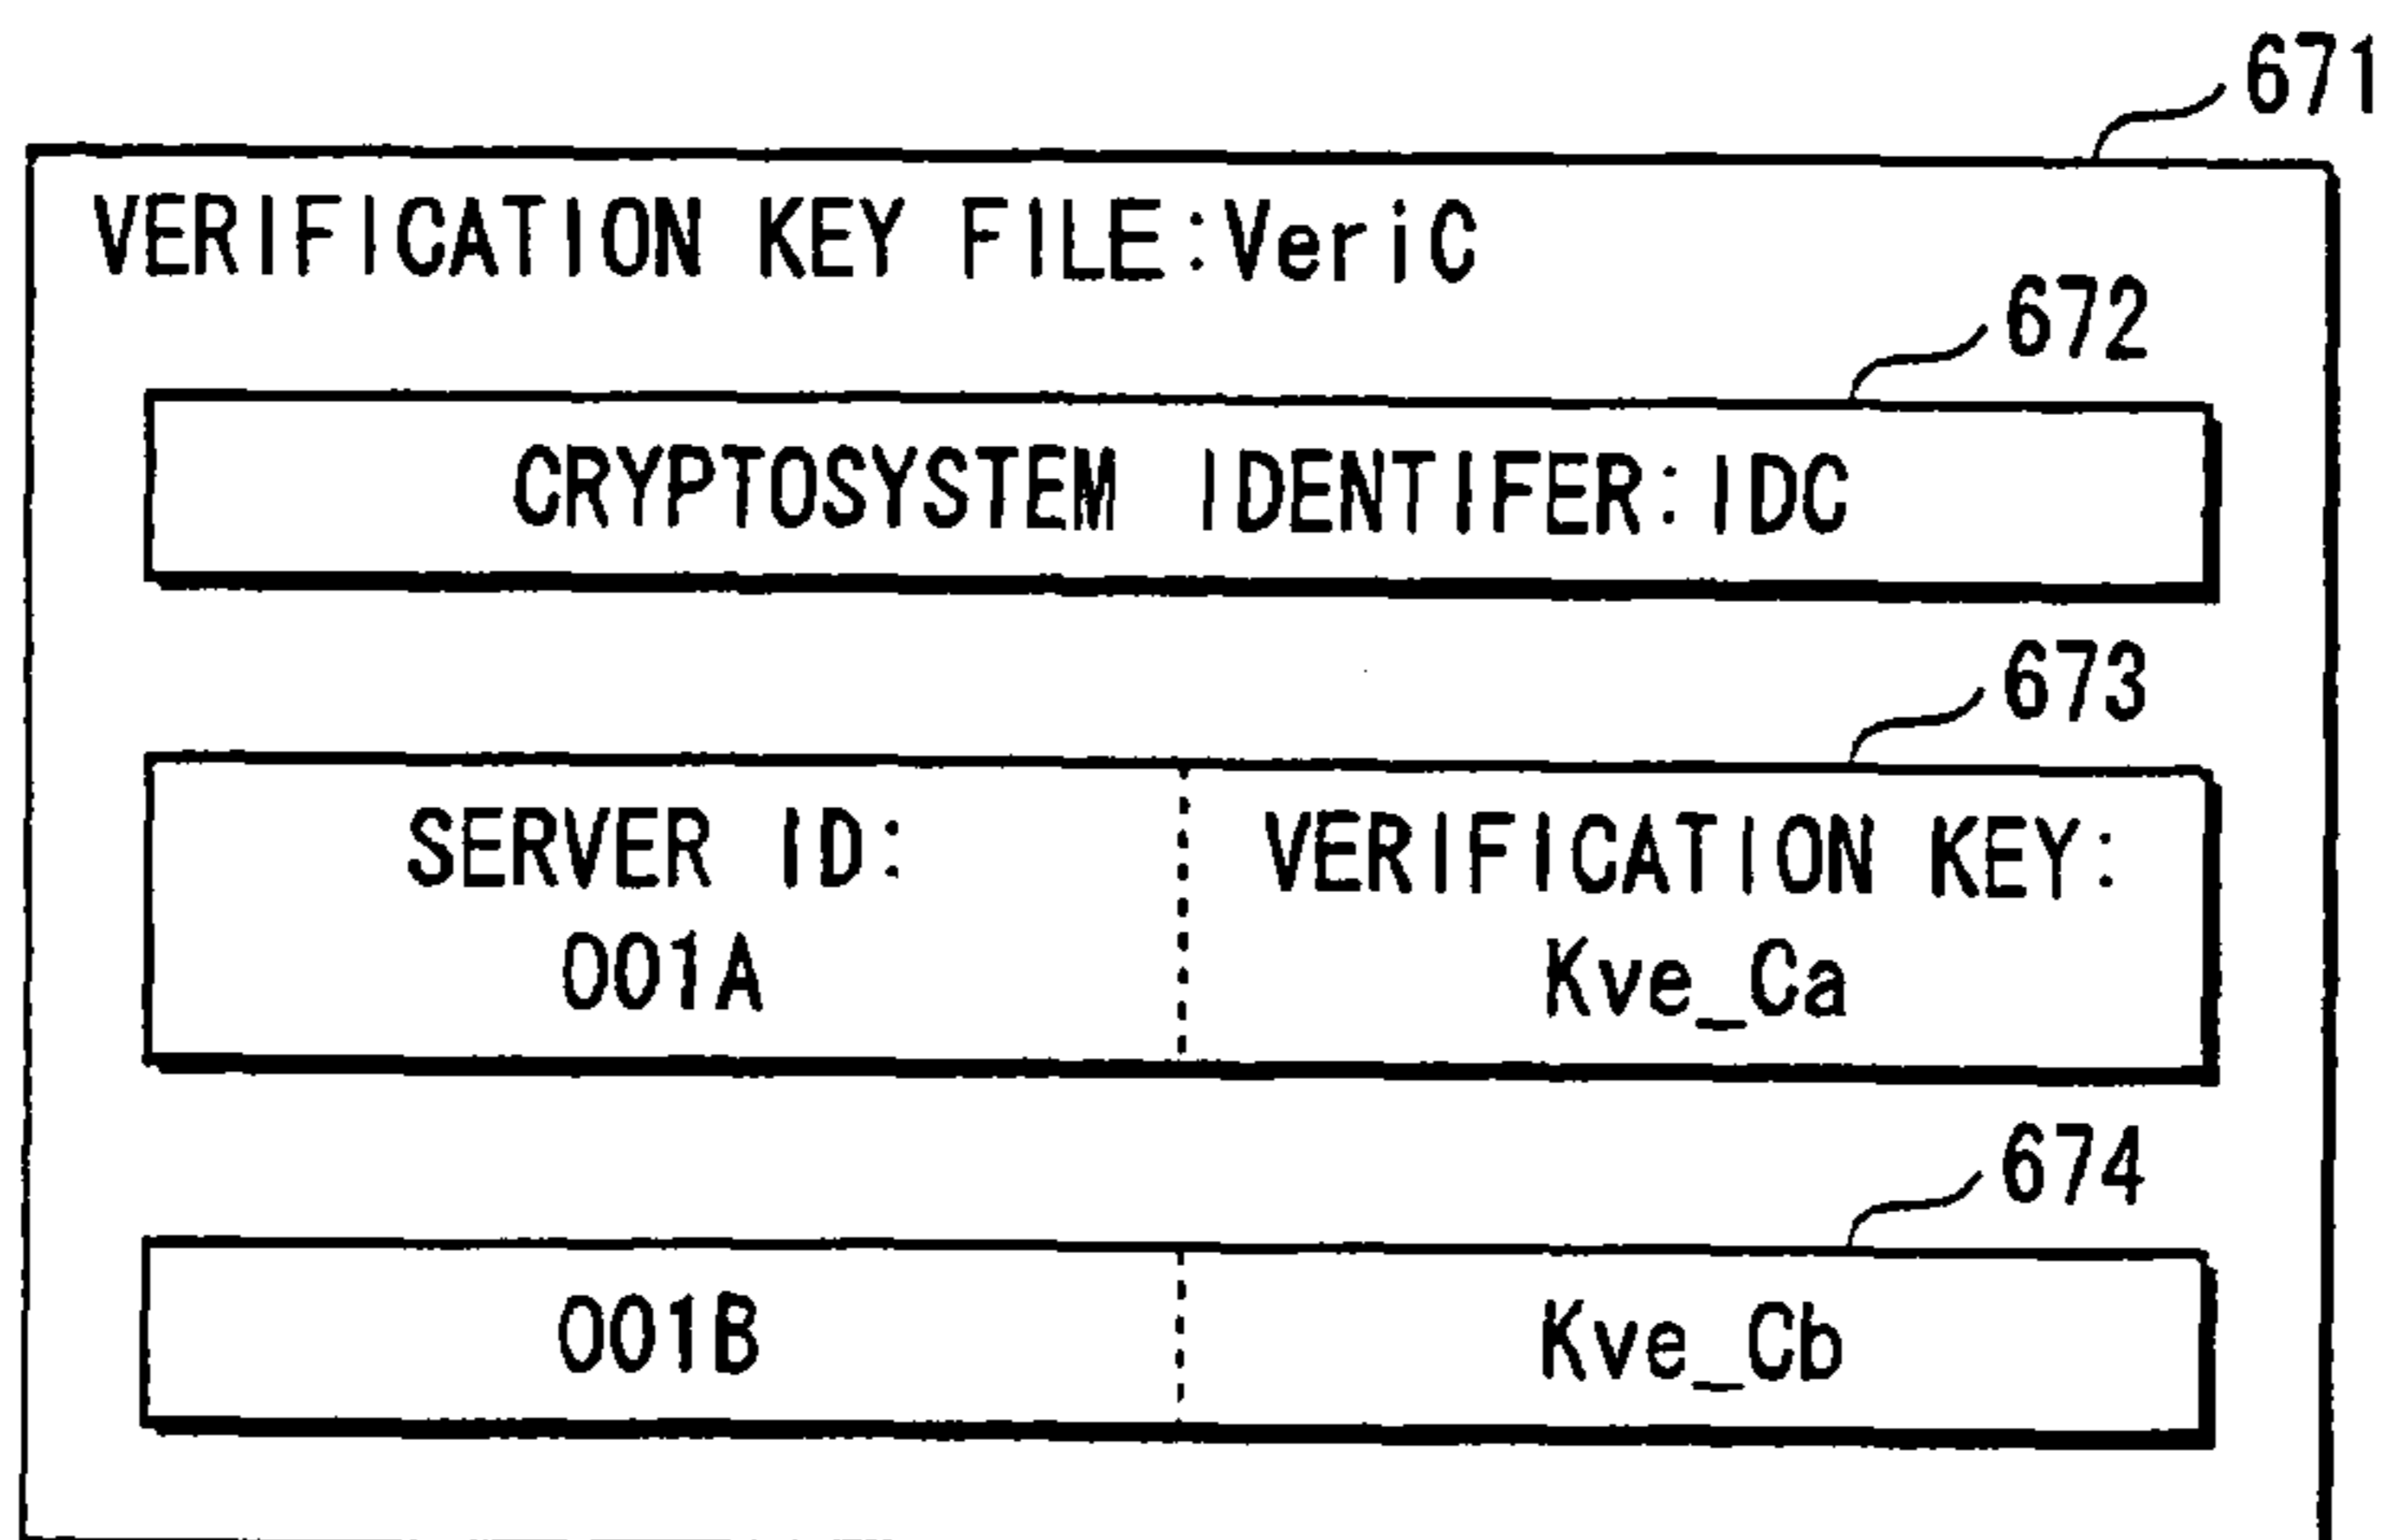 671
VERIFICATION KEY FILE:VeriC
672
CRYPTOSYSTEM IDENTIFER:IDC
673
SERVER ID:
001A
VERIFICATION KEY:
Kve_Ca
674
001B
Kve_Cb